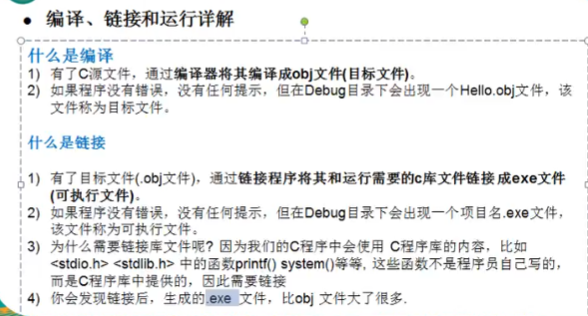 ● 编译、链接和运行详解
什么是编译
1) 有了C源文件，通过编译器将其编译成obj文件(目标文件)。
2) 如果程序没有错误，没有任何提示，但在Debug目录下会出现一个Hello.obj文件，该
文件称为目标文件。
什么是链接
1) 有了目标文件(.obj文件)，通过链接程序将其和运行需要的c库文件链接成exe文件
(可执行文件)。
2) 如果程序没有错误，没有任何提示，但在Debug目录下会出现一个项目名.exe文件，
该文件称为可执行文件。
3) 为什么需要链接库文件呢? 因为我们的C程序中会使用 C程序库的内容，比如
<stdio.h> <stdlib.h> 中的函数printf() system()等等, 这些函数不是程序员自己写的，
而是C程序库中提供的，因此需要链接
4) 你会发现链接后，生成的.exe 文件，比obj 文件大了很多.